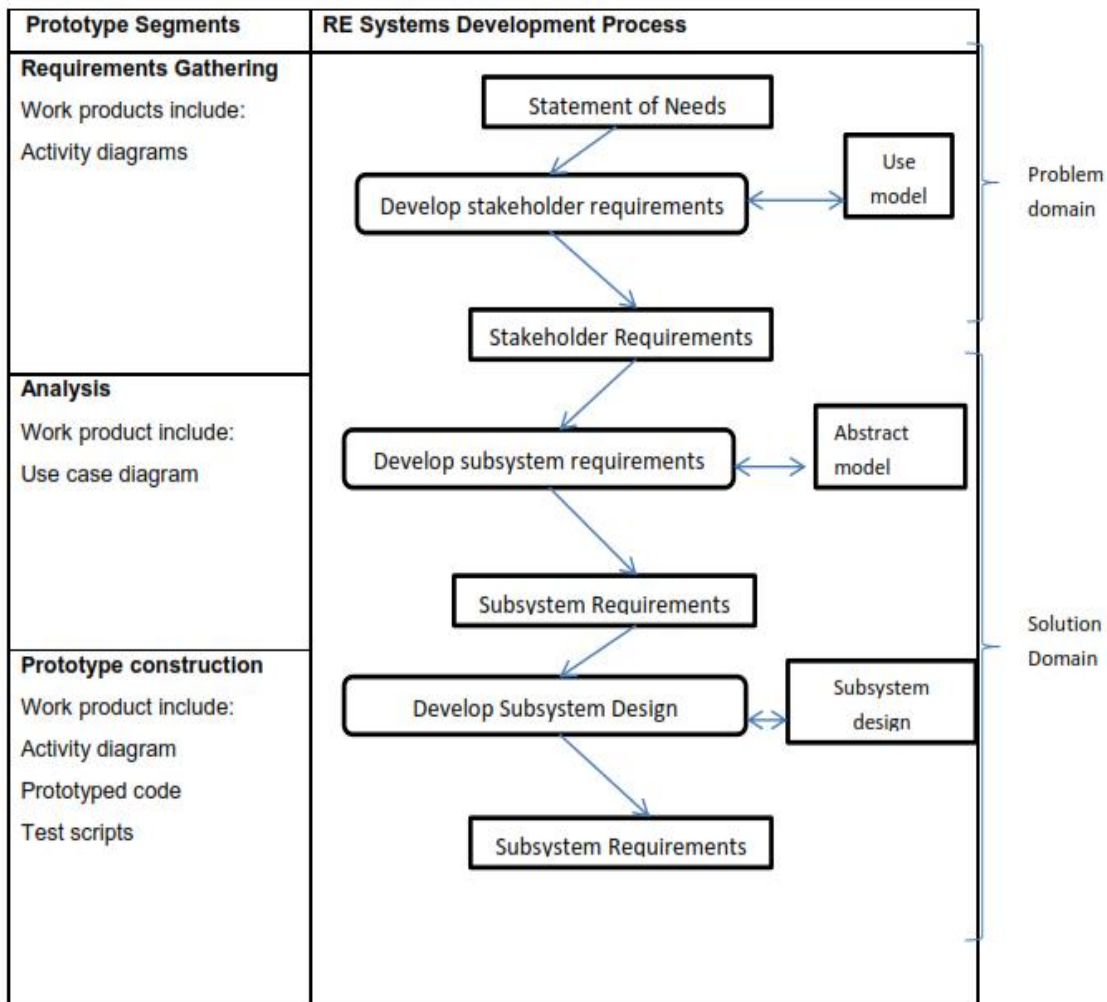 Prototype Segments
RE Systems Development Process
Requirements Gathering
Work products include:
Activity diagrams
Statement of Needs
Develop stakeholder requirements
Use
model
Stakeholder Requirements
Problem
domain
Analysis
Work product include:
Use case diagram
Develop subsystem requirements
Abstract
model
Subsystem Requirements
Solution
Domain
Prototype construction
Work product include:
Activity diagram
Prototyped code
Test scripts
Develop Subsystem Design
Subsystem
design
Subsystem Requirements